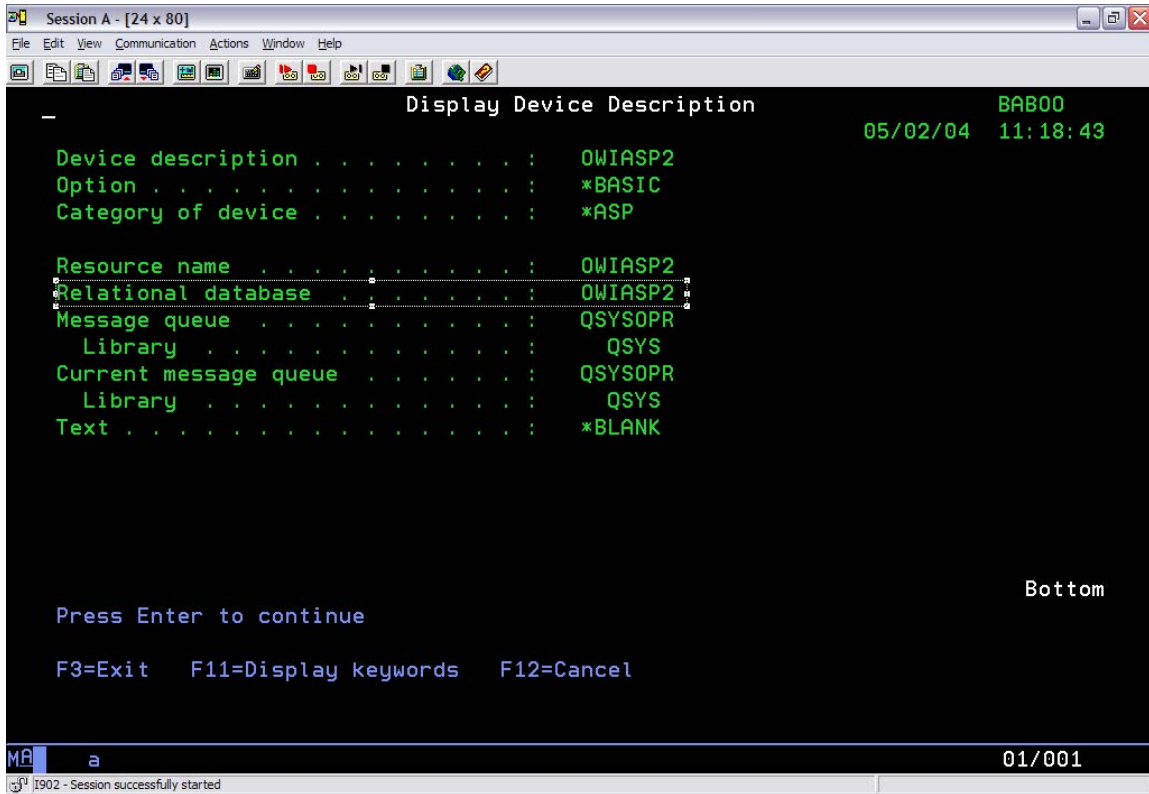 Session A - [24 x 80]
File Edit View Communication Actions Window Help
Display Device Description BABOO
05/02/04 11:18:43
Device description . . . . . . . . : OWIASP2
Option . . . . . . . . . . . . . . : *BASIC
Category of device . . . . . . . . : *ASP
Resource name . . . . . . . . . . : OWIASP2
Relational database . . . . . . . : OWIASP2
Message queue . . . . . . . . . . : QSYSOPR
Library . . . . . . . . . . . . : QSYS
Current message queue . . . . . . : QSYSOPR
Library . . . . . . . . . . . . : QSYS
Text . . . . . . . . . . . . . . . : *BLANK
Bottom
Press Enter to continue
F3=Exit F11=Display keywords F12=Cancel
MA a 01/001
I902 - Session successfully started